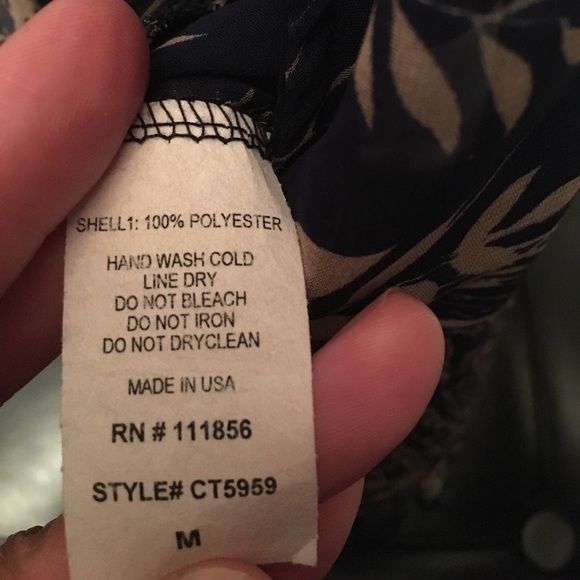 SHELL1: 100% POLYESTER
HAND WASH COLD
LINE DRY
DO NOT BLEACH
DO NOT IRON
DO NOT DRYCLEAN
MADE IN USA
RN # 111856
STYLE# CT5959
M